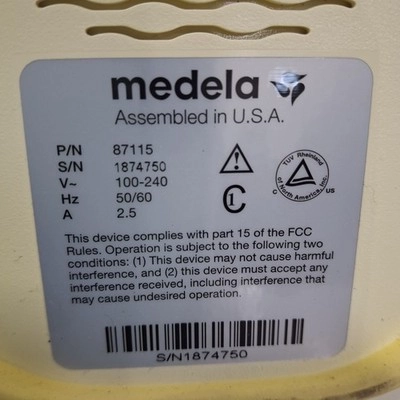 medela
Assembled in U.S.A.
P/N 87115
S/N 1874750
V~ 100-240
Hz 50/60
A 2.5
TUV Rheinland
of North America, Inc.
C US
C1
This device complies with part 15 of the FCC
Rules. Operation is subject to the following two
conditions: (1) This device may not cause harmful
interference, and (2) this device must accept any
interference received, including interference that
may cause undesired operation.
S/N1874750